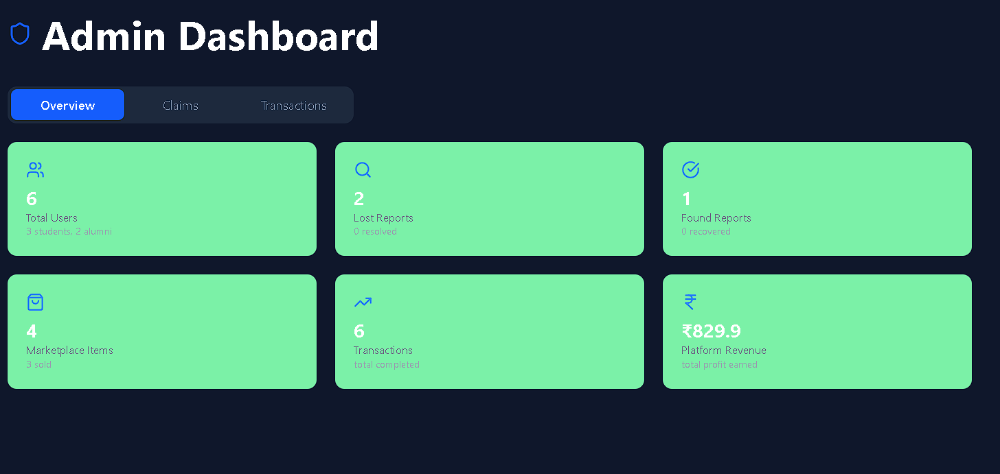 Admin Dashboard
Overview
Claims
Transactions
6
Total Users
3 students, 2 alumni
2
Lost Reports
0 resolved
1
Found Reports
0 recovered
4
Marketplace Items
3 sold
6
Transactions
total completed
₹829.9
Platform Revenue
total profit earned